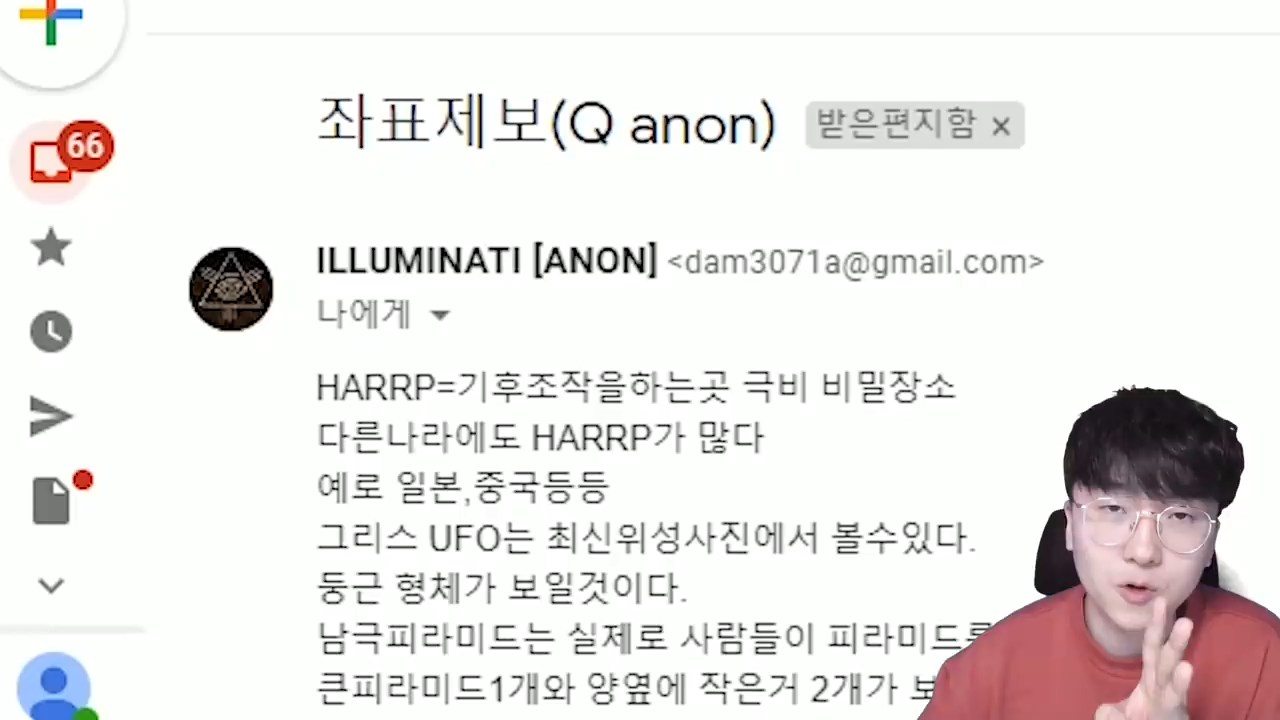 66
좌표제보(Q anon) 받은편지함 ×
ILLUMINATI [ANON] <dam3071a@gmail.com>
나에게
HARRP=기후조작을하는곳 극비 비밀장소
다른나라에도 HARRP가 많다
예로 일본,중국등등
그리스 UFO는 최신위성사진에서 볼수있다.
둥근 형체가 보일것이다.
남극피라미드는 실제로 사람들이
큰피라미드1개와 양옆에 작은거 2개가